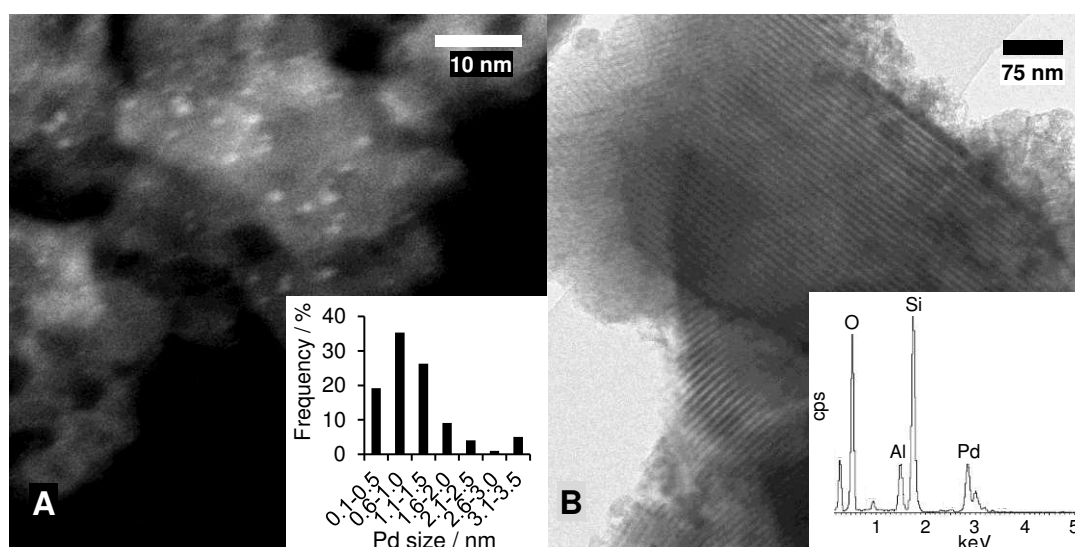 10 nm
A
Frequency / %
40
30
20
10
0
0.1-0.5
0.6-1.0
1.1-1.5
1.6-2.0
2.1-2.5
2.6-3.0
3.1-3.5
Pd size / nm
75 nm
B
cps
O
Al
Si
Pd
1 2 3 4 5
keV